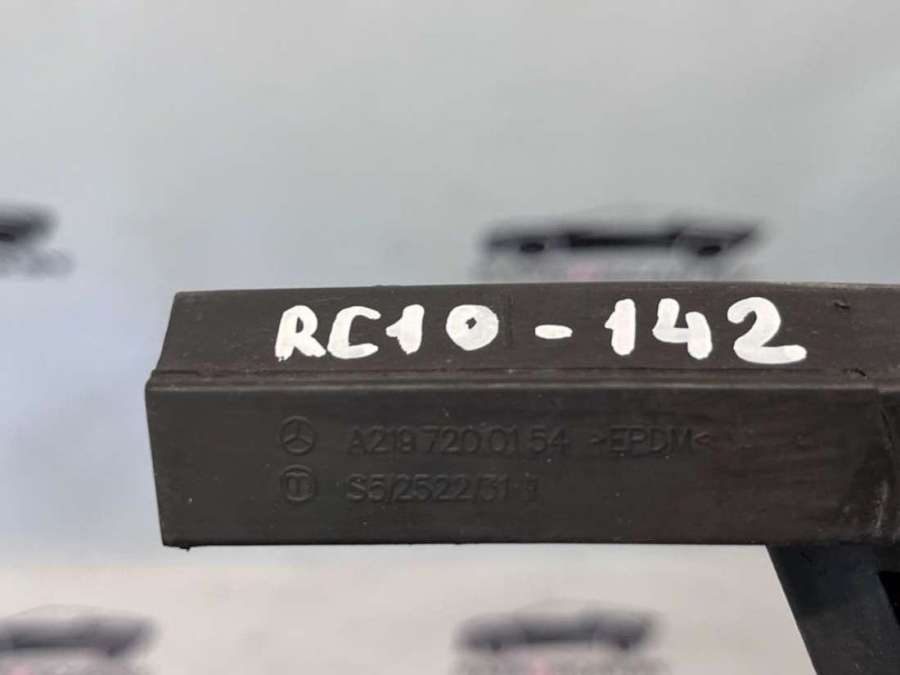 RC10-142
A219 720 01 54 >EPDM<
S5/2522/31